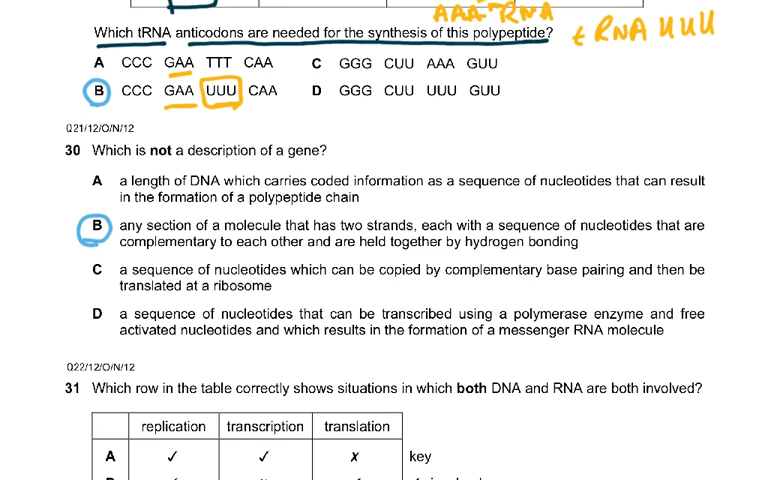 AAA tRNA
Which tRNA anticodons are needed for the synthesis of this polypeptide? tRNA UUU
A CCC GAA TTT CAA C GGG CUU AAA GUU
B CCC GAA UUU CAA D GGG CUU UUU GUU
Q21/12/O/N/12
30 Which is not a description of a gene?
A a length of DNA which carries coded information as a sequence of nucleotides that can result
in the formation of a polypeptide chain
B any section of a molecule that has two strands, each with a sequence of nucleotides that are
complementary to each other and are held together by hydrogen bonding
C a sequence of nucleotides which can be copied by complementary base pairing and then be
translated at a ribosome
D a sequence of nucleotides that can be transcribed using a polymerase enzyme and free
activated nucleotides and which results in the formation of a messenger RNA molecule
Q22/12/O/N/12
31 Which row in the table correctly shows situations in which both DNA and RNA are both involved?
replication transcription translation
A ✓ ✓ ✗ key